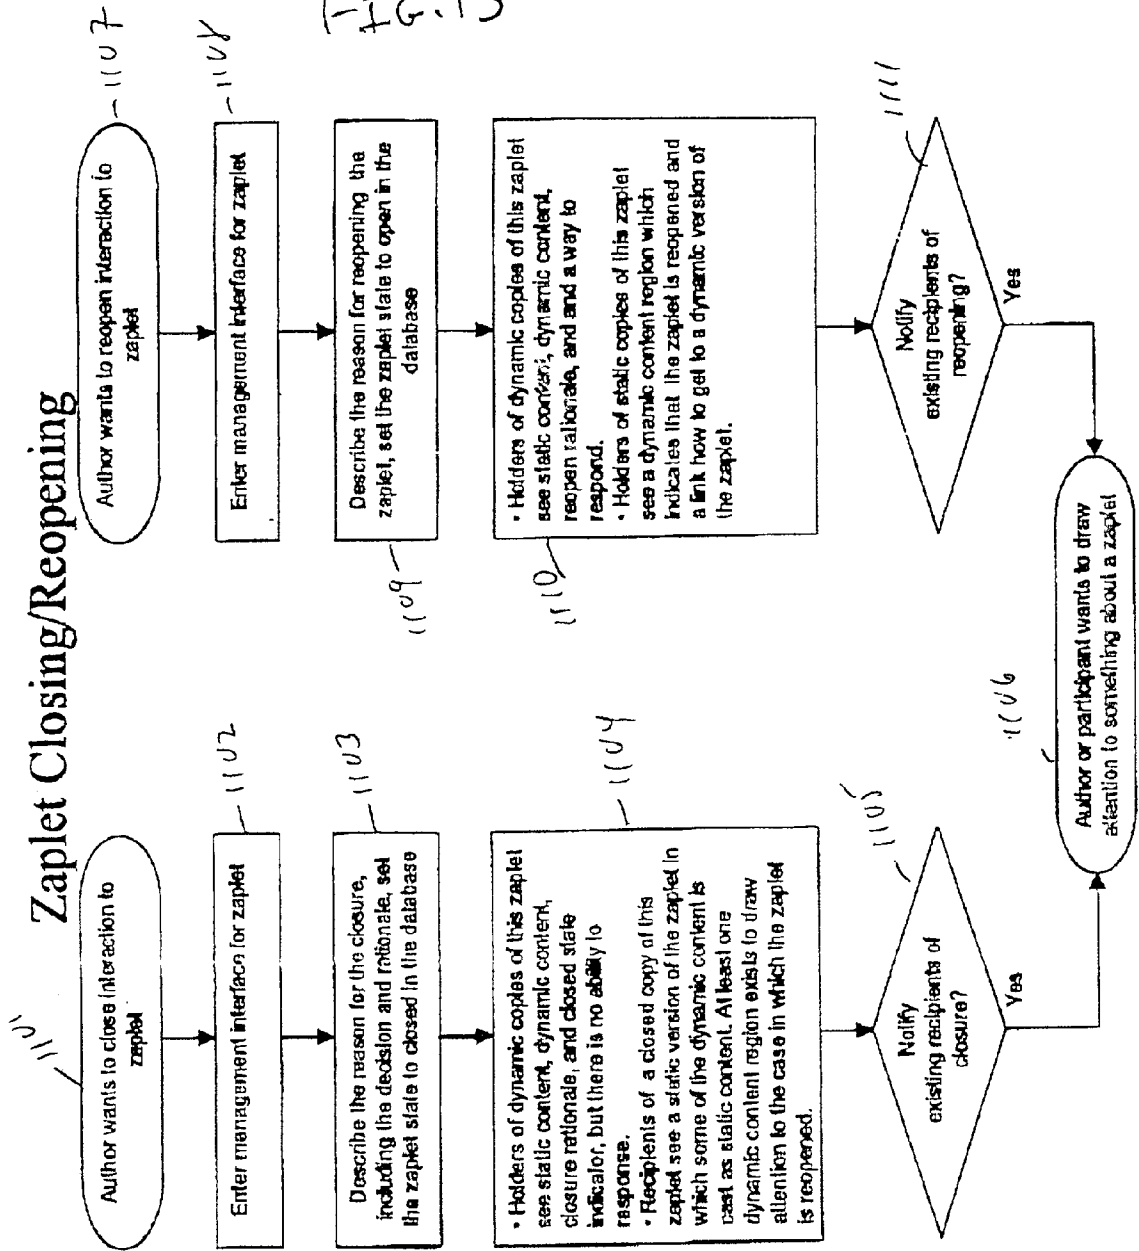 FIG. 13
Zaplet Closing/Reopening
1101
Author wants to close interaction to
zaplet
Enter management interface for zaplet
1102
Describe the reason for the closure,
including the decision and rationale, set
the zaplet state to closed in the database
1103
• Holders of dynamic copies of this zaplet
see static content, dynamic content,
closure rationale, and closed state
indicator, but there is no ability to
response.
• Recipients of a closed copy of this
zaplet see a static version of the zaplet in
which some of the dynamic content is
cast as static content. At least one
dynamic content region exists to draw
attention to the case in which the zaplet
is reopened.
1104
Notify
existing recipients of
closure?
1105
Yes
Author wants to reopen interaction to
zaplet
1107
Enter management interface for zaplet
1108
Describe the reason for reopening the
zaplet, set the zaplet state to open in the
database
1109
• Holders of dynamic copies of this zaplet
see static convent, dynamic content,
reopen rationale, and and a way to
respond.
• Holders of static copies of this zaplet
see a dynamic content region which
indicates that the zaplet is reopened and
a link how to get to a dynamic version of
the zaplet.
1110
Notify
existing recipients of
reopening?
1111
Yes
Author or participant wants to draw
attention to something about a zaplet
1106